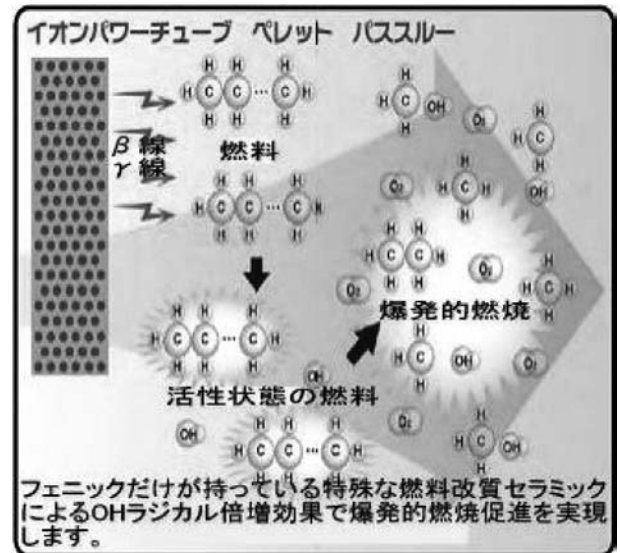 イオンパワーチューブ ペレット パススルー
β線
γ線
燃料
活性状態の燃料
爆発的燃焼
フェニックだけが持っている特殊な燃料改質セラミック
によるOHラジカル倍増効果で爆発的燃焼促進を実現
します。